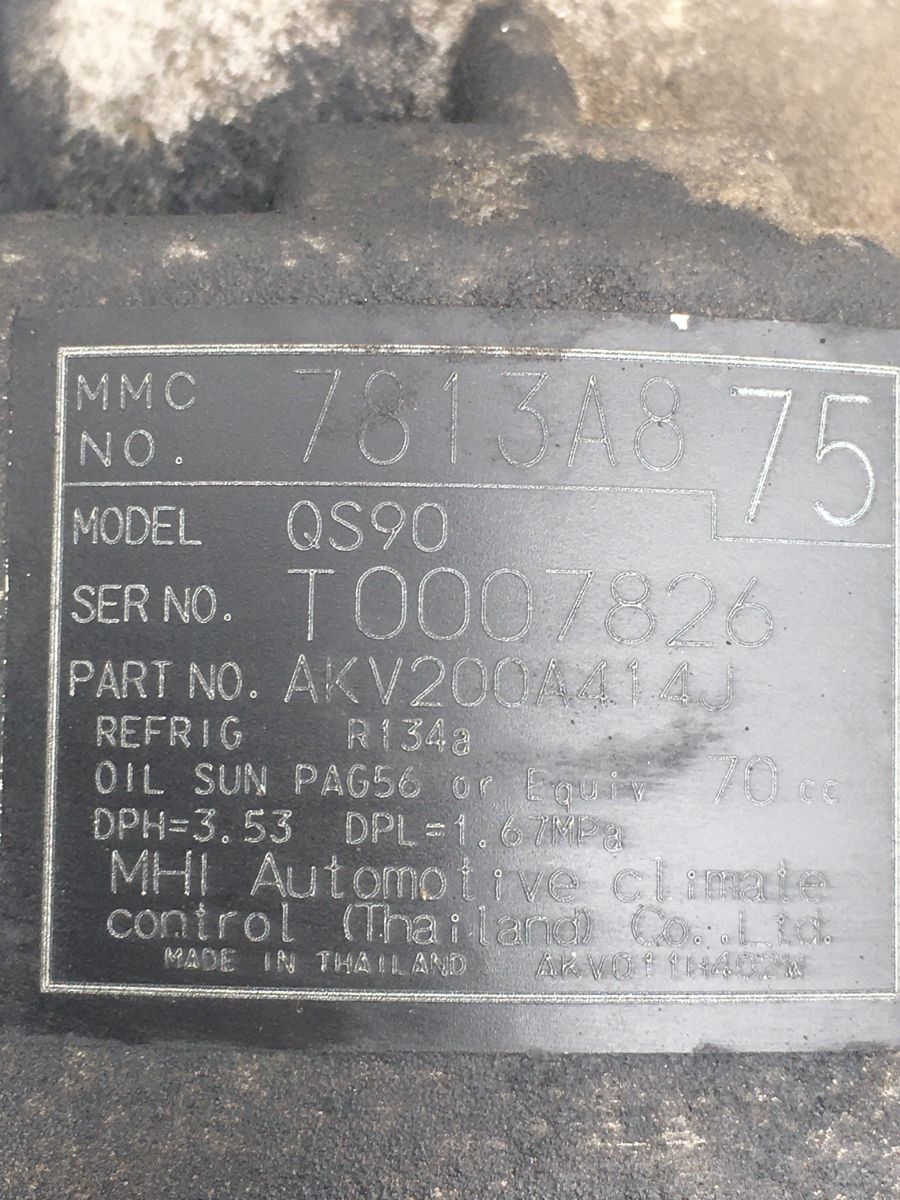 MMC NO. 7813A875
MODEL QS90
SER NO. T0007826
PART NO. AKV200A414J
REFRIG R134a
OIL SUN PAG56 or Equiv 70 cc
DPH=3.53 DPL=1.67MPa
MHI Automotive climate
control (Thailand) Co.,Ltd.
MADE IN THAILAND AKV011H402W